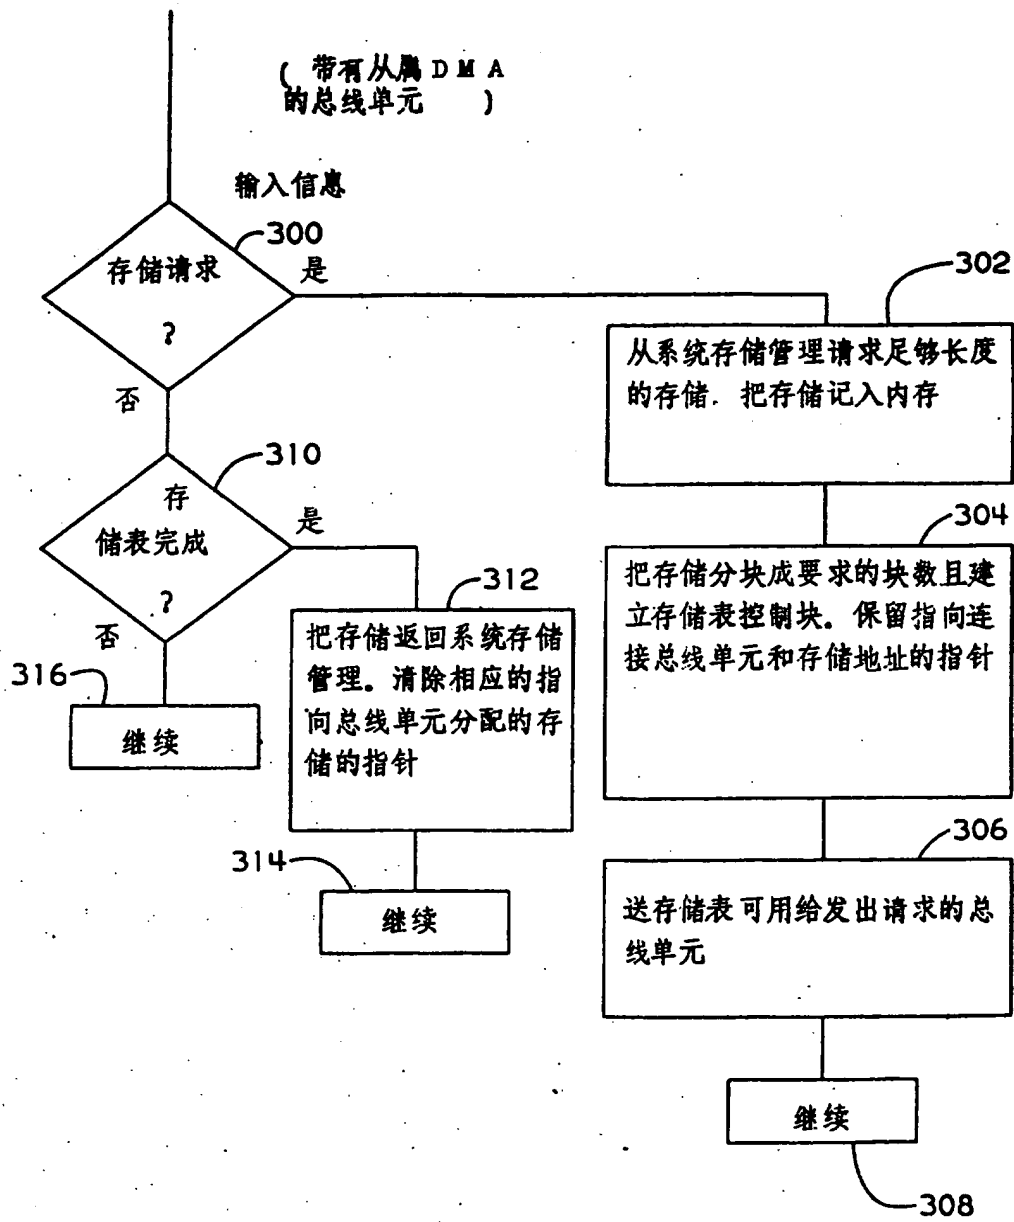 ( 带有从属DMA
的总线单元 )
输入信息
300
存储请求
?
是
否
302
从系统存储管理请求足够长度
的存储. 把存储记入内存
304
把存储分块成要求的块数且建
立存储表控制块。保留指向连
接总线单元和存储地址的指针
306
送存储表可用给发出请求的总
线单元
继续
308
310
存
储表完成
?
是
否
312
把存储返回系统存储
管理。清除相应的指
向总线单元分配的存
储的指针
314
继续
316
继续